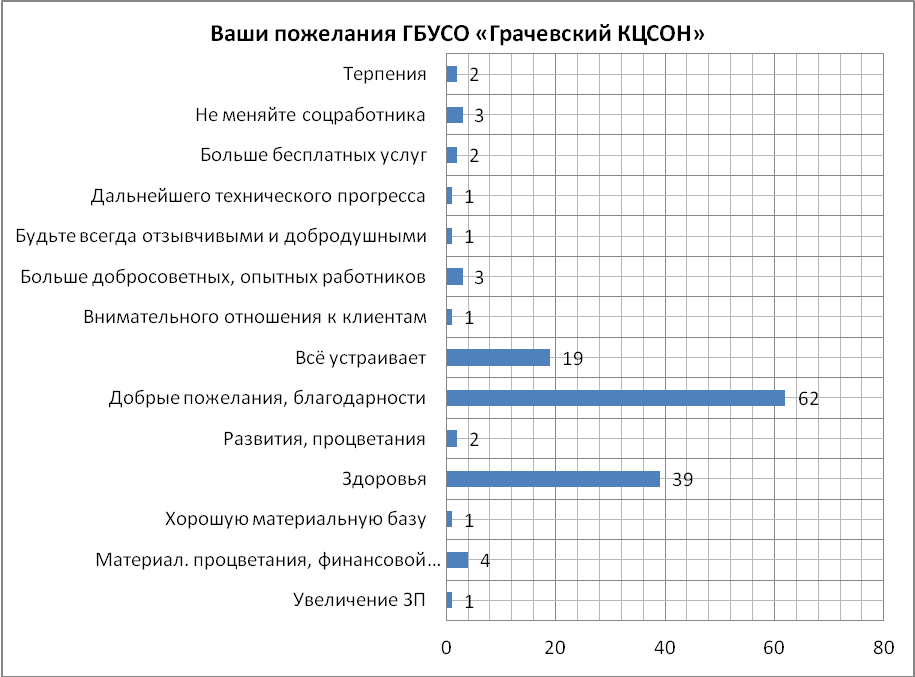 Ваши пожелания ГБУСО «Грачевский КЦСОН»
Терпения 2
Не меняйте соцработника 3
Больше бесплатных услуг 2
Дальнейшего технического прогресса 1
Будьте всегда отзывчивыми и добродушными 1
Больше добросоветных, опытных работников 3
Внимательного отношения к клиентам 1
Всё устраивает 19
Добрые пожелания, благодарности 62
Развития, процветания 2
Здоровья 39
Хорошую материальную базу 1
Материал. процветания, финансовой... 4
Увеличение ЗП 1
0 20 40 60 80